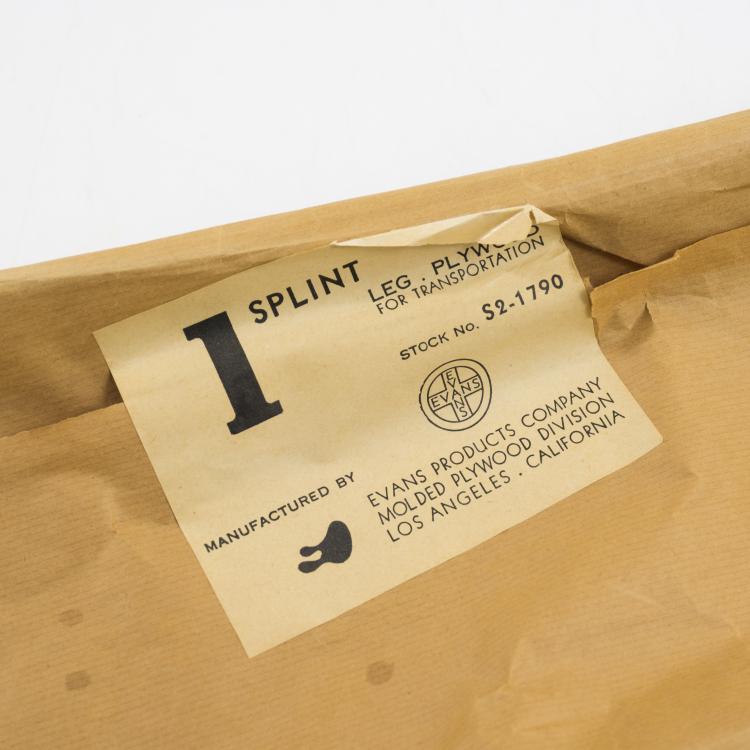 1 SPLINT
LEG . PLYWOOD
FOR TRANSPORTATION
STOCK No. S2-1790
EVANS
EVANS
MANUFACTURED BY
EVANS PRODUCTS COMPANY
MOLDED PLYWOOD DIVISION
LOS ANGELES . CALIFORNIA